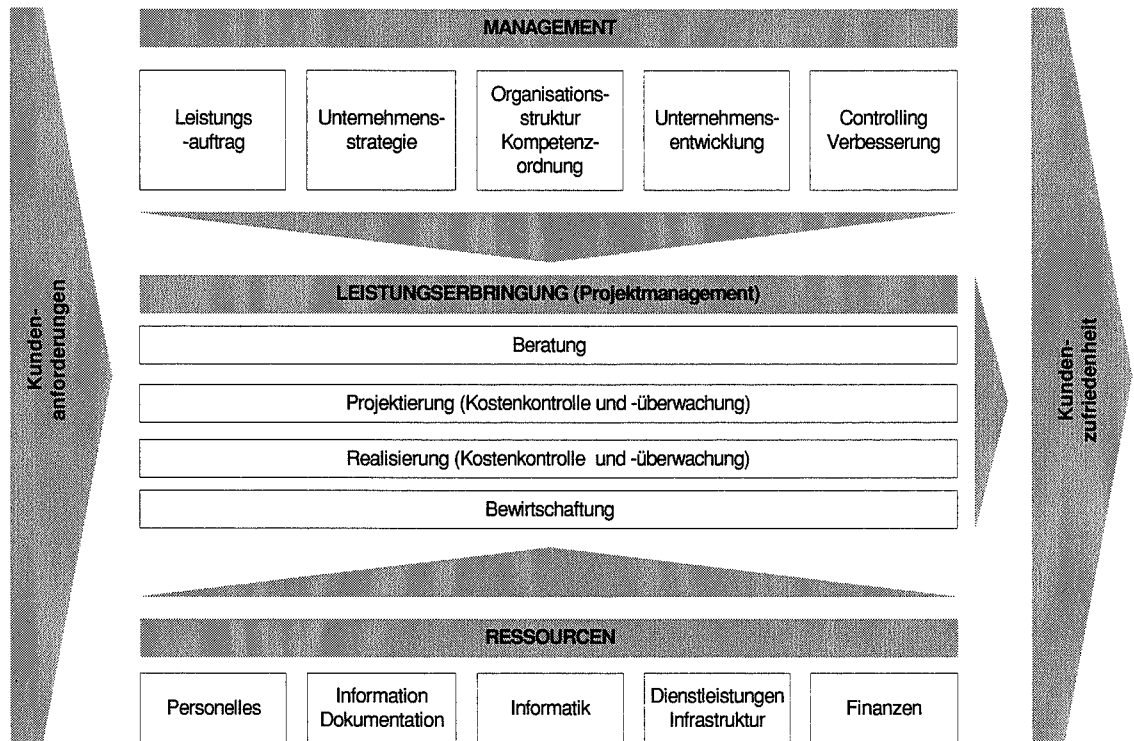 MANAGEMENT
Leistungs
-auftrag
Unternehmens-
strategie
Organisations-
struktur
Kompetenz-
ordnung
Unternehmens-
entwicklung
Controlling
Verbesserung
Kunden-
anforderungen
LEISTUNGSERBRINGUNG (Projektmanagement)
Beratung
Projektierung (Kostenkontrolle und -überwachung)
Realisierung (Kostenkontrolle und -überwachung)
Bewirtschaftung
Kunden-
zufriedenheit
RESSOURCEN
Personelles
Information
Dokumentation
Informatik
Dienstleistungen
Infrastruktur
Finanzen